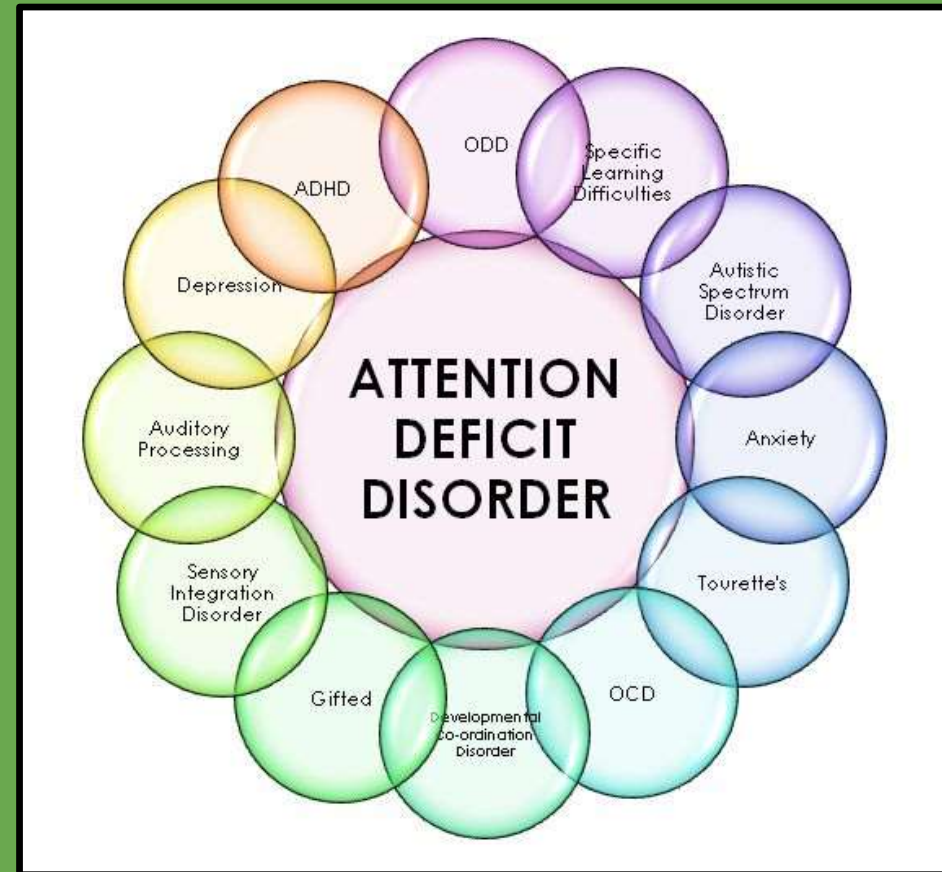 ODD
Specific
Learning
Difficulties
Autistic
Spectrum
Disorder
Anxiety
Tourette's
OCD
Developmental
Co-ordination
Disorder
Gifted
Sensory
Integration
Disorder
Auditory
Processing
Depression
ADHD
ATTENTION
DEFICIT
DISORDER